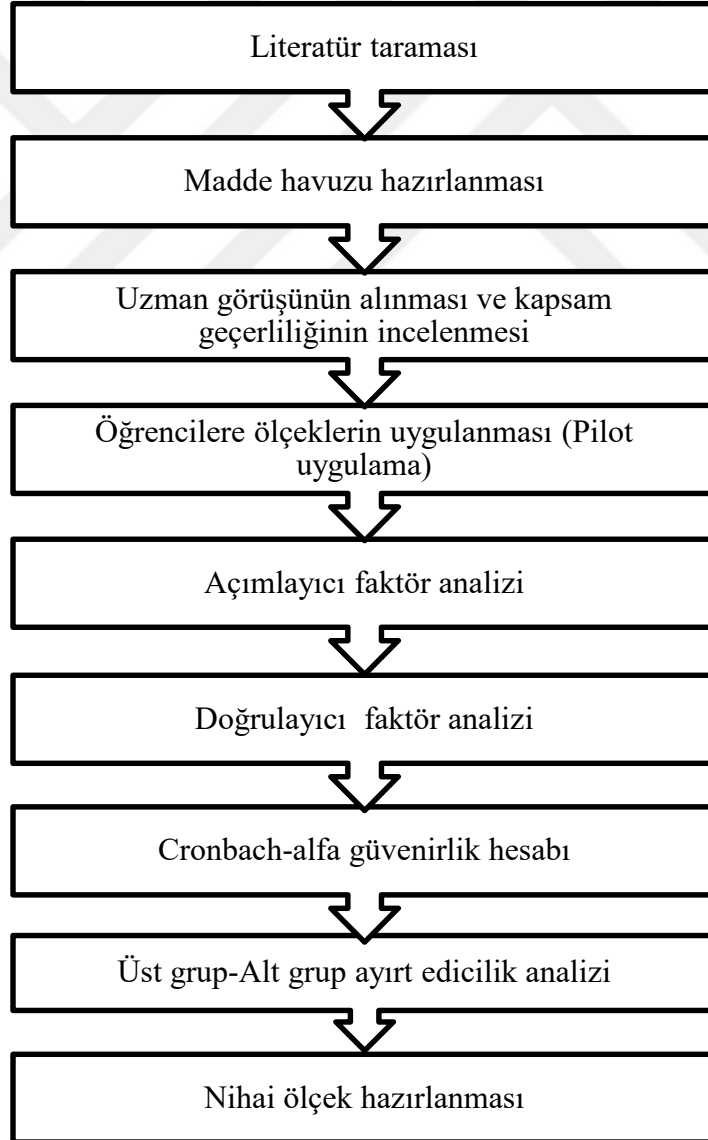 Literatür taraması
Madde havuzu hazırlanması
Uzman görüşünün alınması ve kapsam
geçerliliğinin incelenmesi
Öğrencilere ölçeklerin uygulanması (Pilot
uygulama)
Açımlayıcı faktör analizi
Doğrulayıcı  faktör analizi
Cronbach-alfa güvenirlik hesabı
Üst grup-Alt grup ayırt edicilik analizi
Nihai ölçek hazırlanması